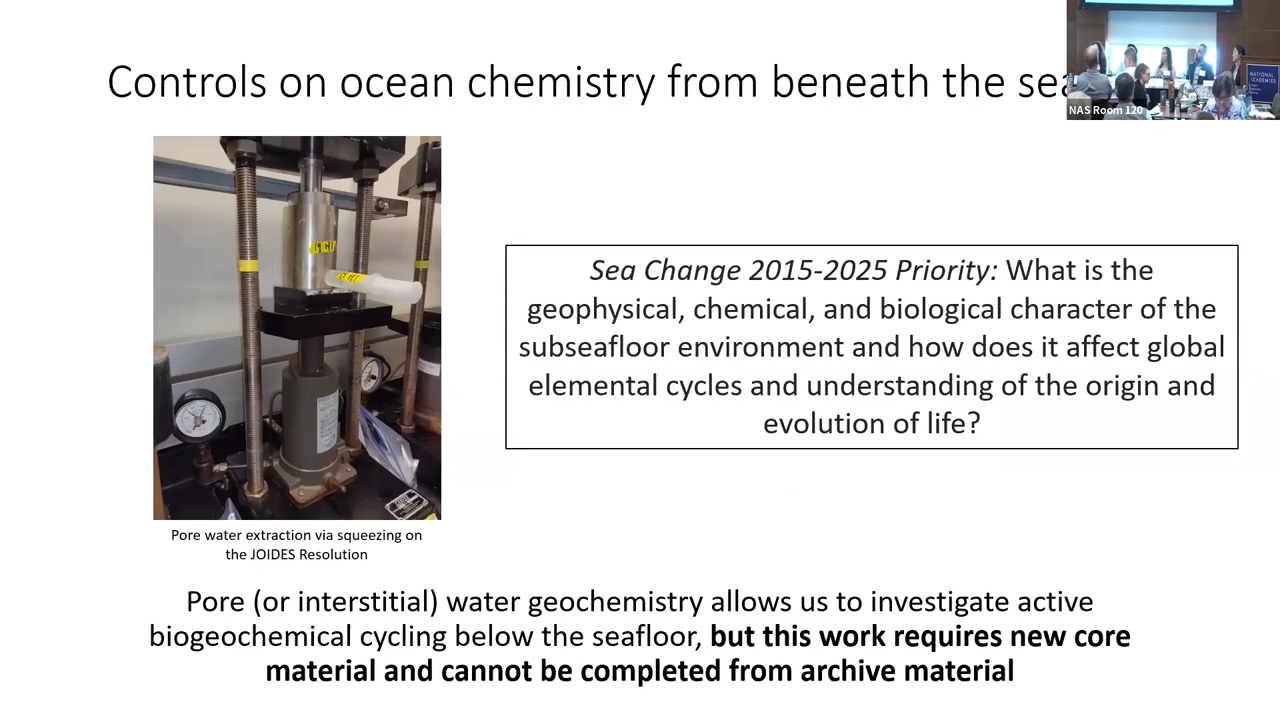 Controls on ocean chemistry from beneath the sea
NAS Room 120
NATIONAL
ACADEMIES
Sea Change 2015-2025 Priority: What is the
geophysical, chemical, and biological character of the
subseafloor environment and how does it affect global
elemental cycles and understanding of the origin and
evolution of life?
Pore water extraction via squeezing on
the JOIDES Resolution
Pore (or interstitial) water geochemistry allows us to investigate active
biogeochemical cycling below the seafloor, but this work requires new core
material and cannot be completed from archive material